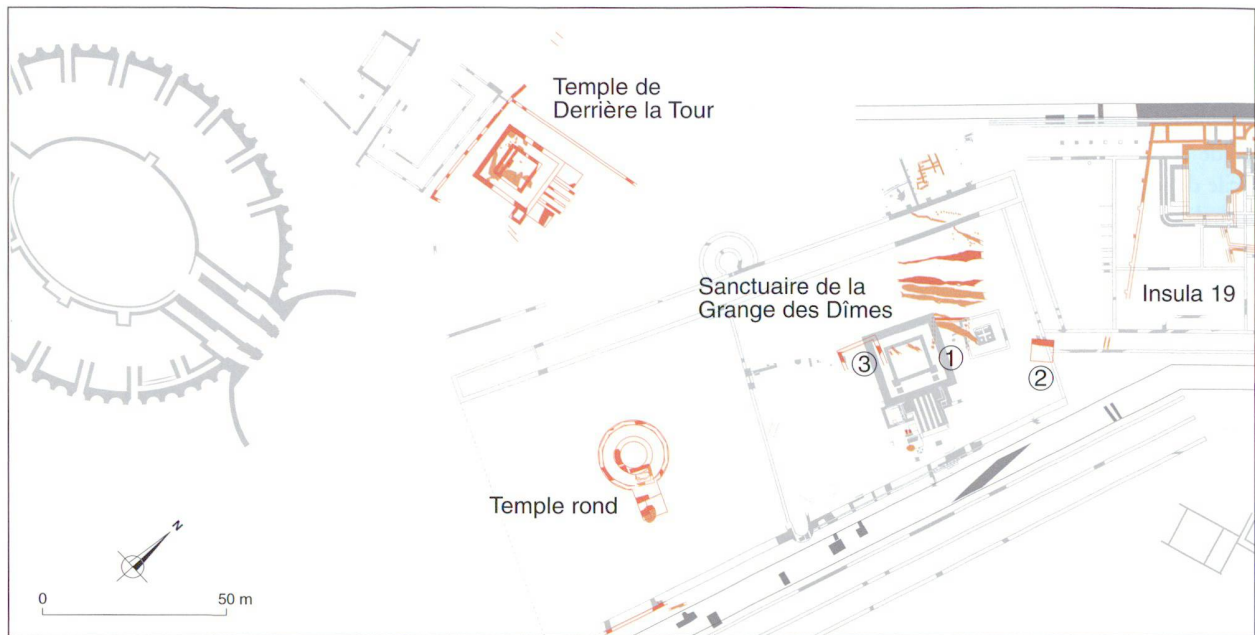 Temple de
Derrière la Tour
Sanctuaire de la
Grange des Dîmes
Insula 19
③
①
②
Temple rond
N
0
50 m